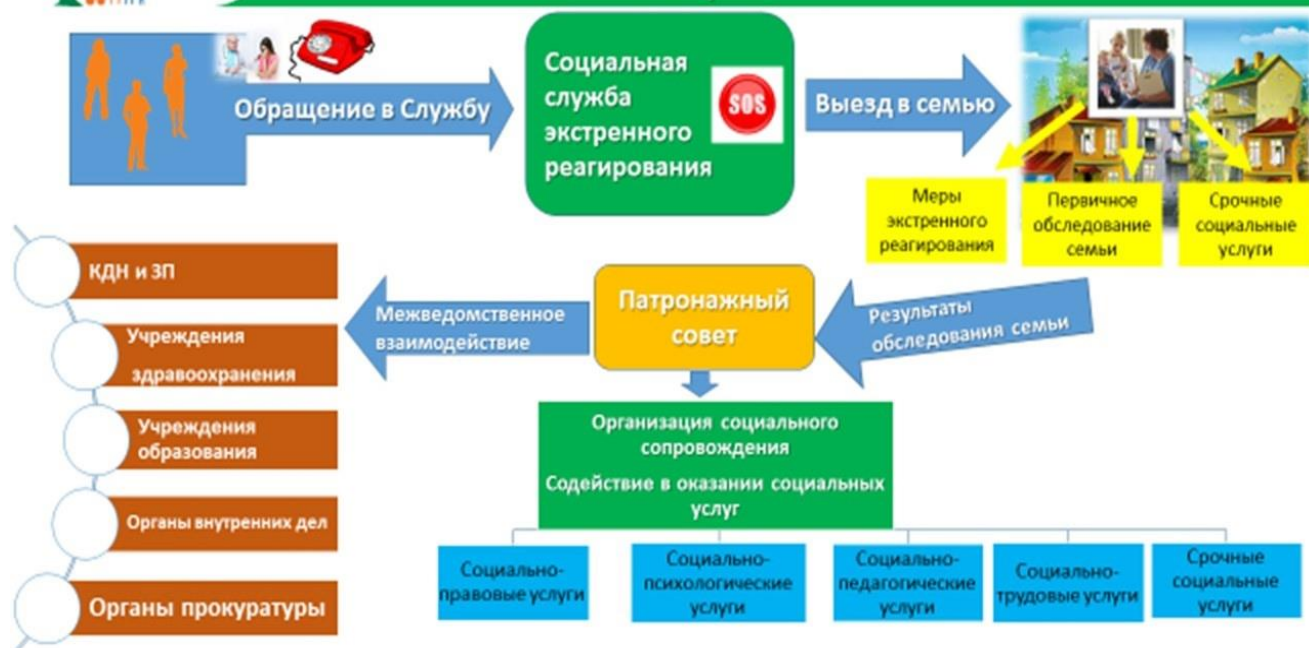 Обращение в Службу
Социальная
служба
экстренного
реагирования
SOS
Выезд в семью
Меры
экстренного
реагирования
Первичное
обследование
семьи
Срочные
социальные
услуги
КДН и ЗП
Учреждения
здравоохранения
Учреждения
образования
Органы внутренних дел
Органы прокуратуры
Межведомственное
взаимодействие
Патронажный
совет
Результаты
обследования семьи
Организация социального
сопровождения
Содействие в оказании социальных
услуг
Социально-
правовые услуги
Социально-
психологические
услуги
Социально-
педагогические
услуги
Социально-
трудовые услуги
Срочные
социальные
услуги